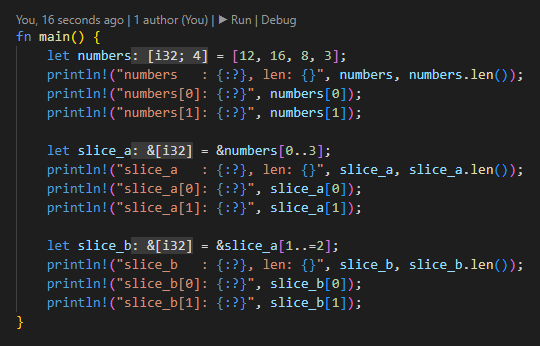 You, 16 seconds ago | 1 author (You) | ▶ Run | Debug
fn main() {
    let numbers: [i32; 4] = [12, 16, 8, 3];
    println!("numbers   : {:?}, len: {}", numbers, numbers.len());
    println!("numbers[0]: {:?}", numbers[0]);
    println!("numbers[1]: {:?}", numbers[1]);

    let slice_a: &[i32] = &numbers[0..3];
    println!("slice_a   : {:?}, len: {}", slice_a, slice_a.len());
    println!("slice_a[0]: {:?}", slice_a[0]);
    println!("slice_a[1]: {:?}", slice_a[1]);

    let slice_b: &[i32] = &slice_a[1..=2];
    println!("slice_b   : {:?}, len: {}", slice_b, slice_b.len());
    println!("slice_b[0]: {:?}", slice_b[0]);
    println!("slice_b[1]: {:?}", slice_b[1]);
}